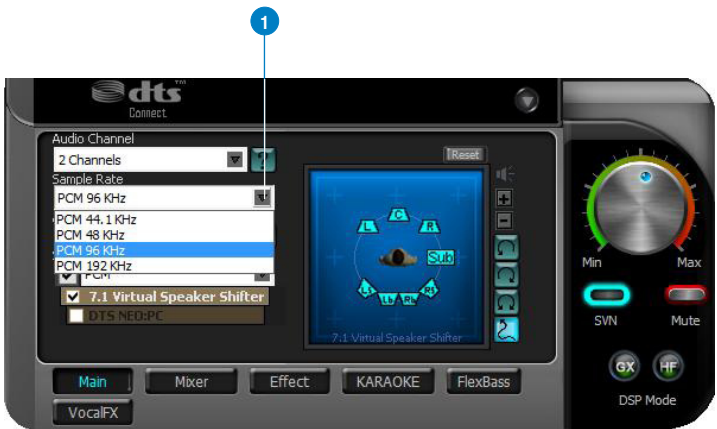 1
dts™
Connect
Audio Channel
2 Channels
?
Reset
Sample Rate
PCM 96 KHz
PCM 44.1 KHz
PCM 48 KHz
PCM 96 KHz
PCM 192 KHz
PCM
7.1 Virtual Speaker Shifter
DTS NEO:PC
L
C
R
Sub
Ls
Lb
Rb
Rs
7.1 Virtual Speaker Shifter
Min
Max
SVN
Mute
GX
HF
DSP Mode
Main
Mixer
Effect
KARAOKE
FlexBass
VocalFX